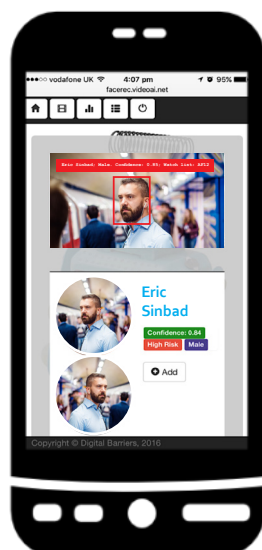 vodafone UK 4:07 pm 95%
facerec.videoai.net
Eric Sinbad; Male. Confidence: 0.85; Watch list: AS12
Eric
Sinbad
Confidence: 0.84
High Risk Male
Add
Copyright © Digital Barriers, 2016